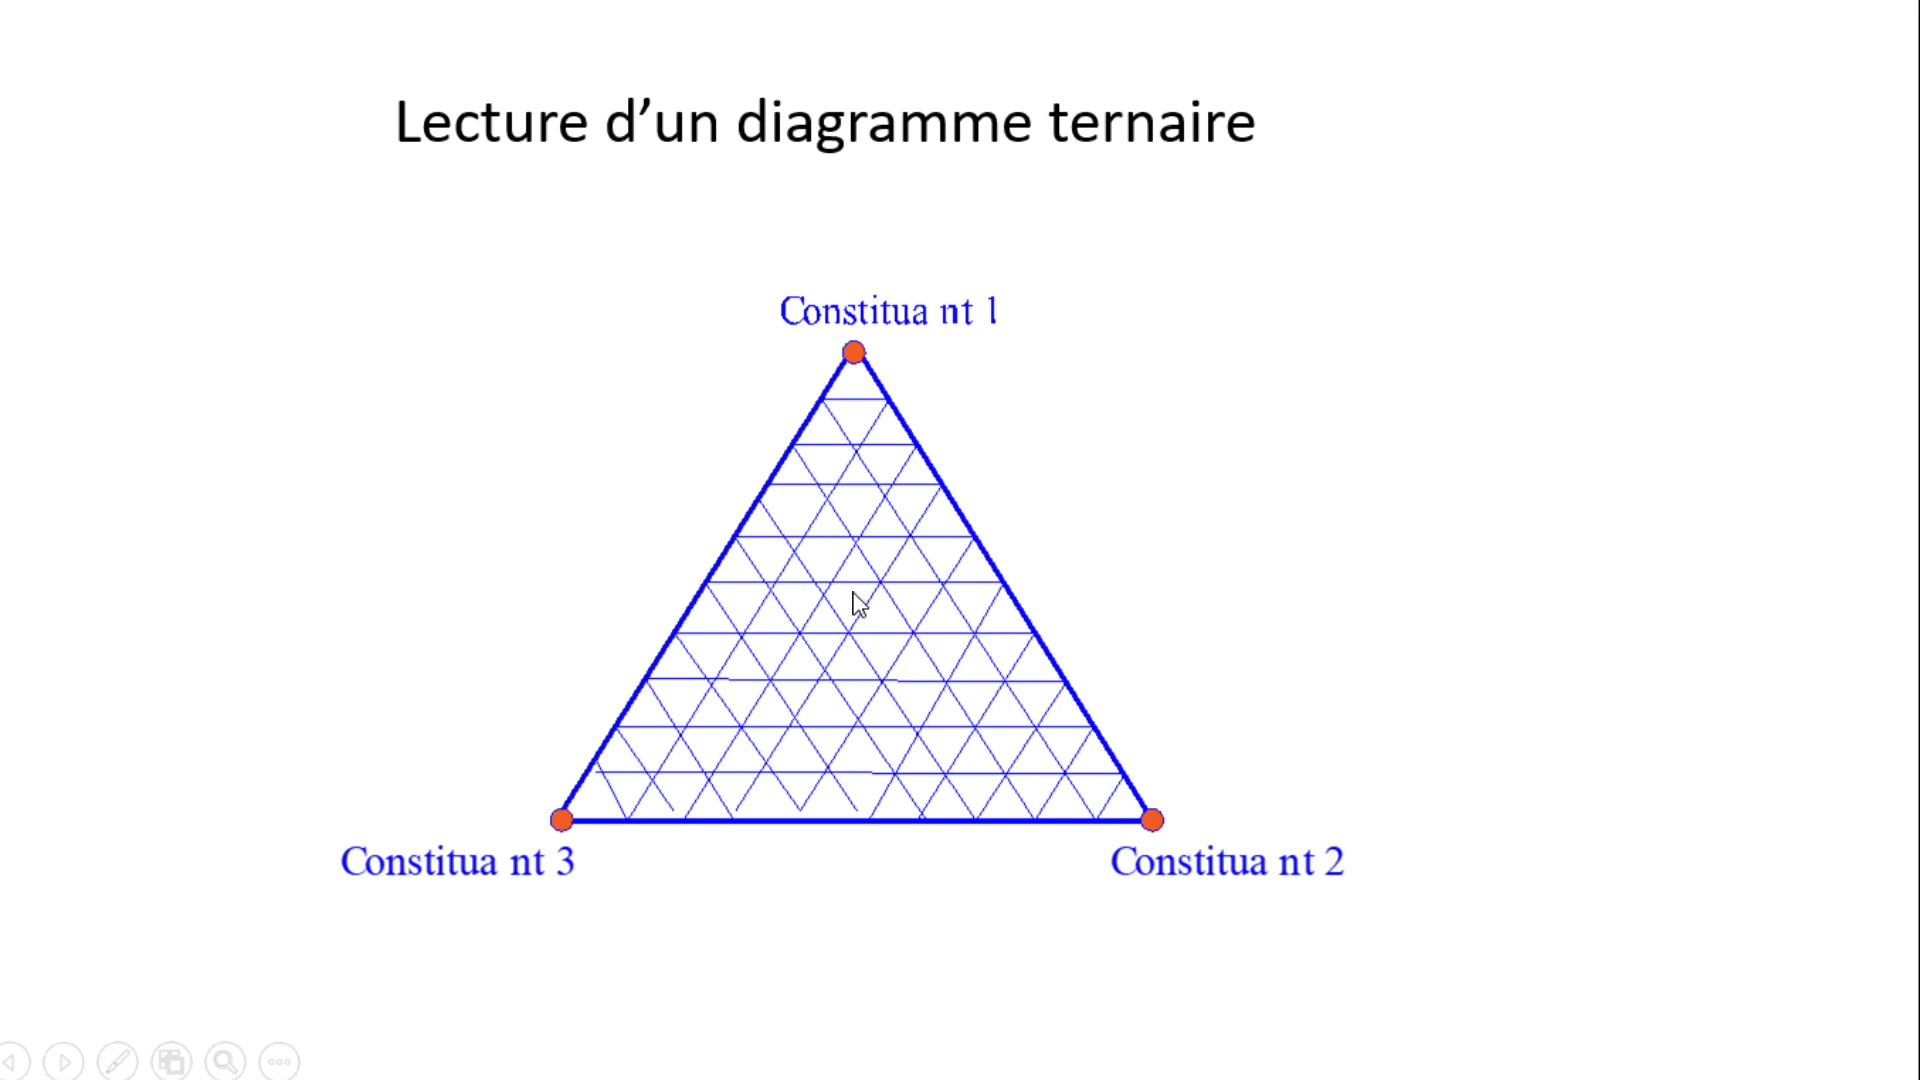 Lecture d’un diagramme ternaire
Constitua nt 1
Constitua nt 3
Constitua nt 2